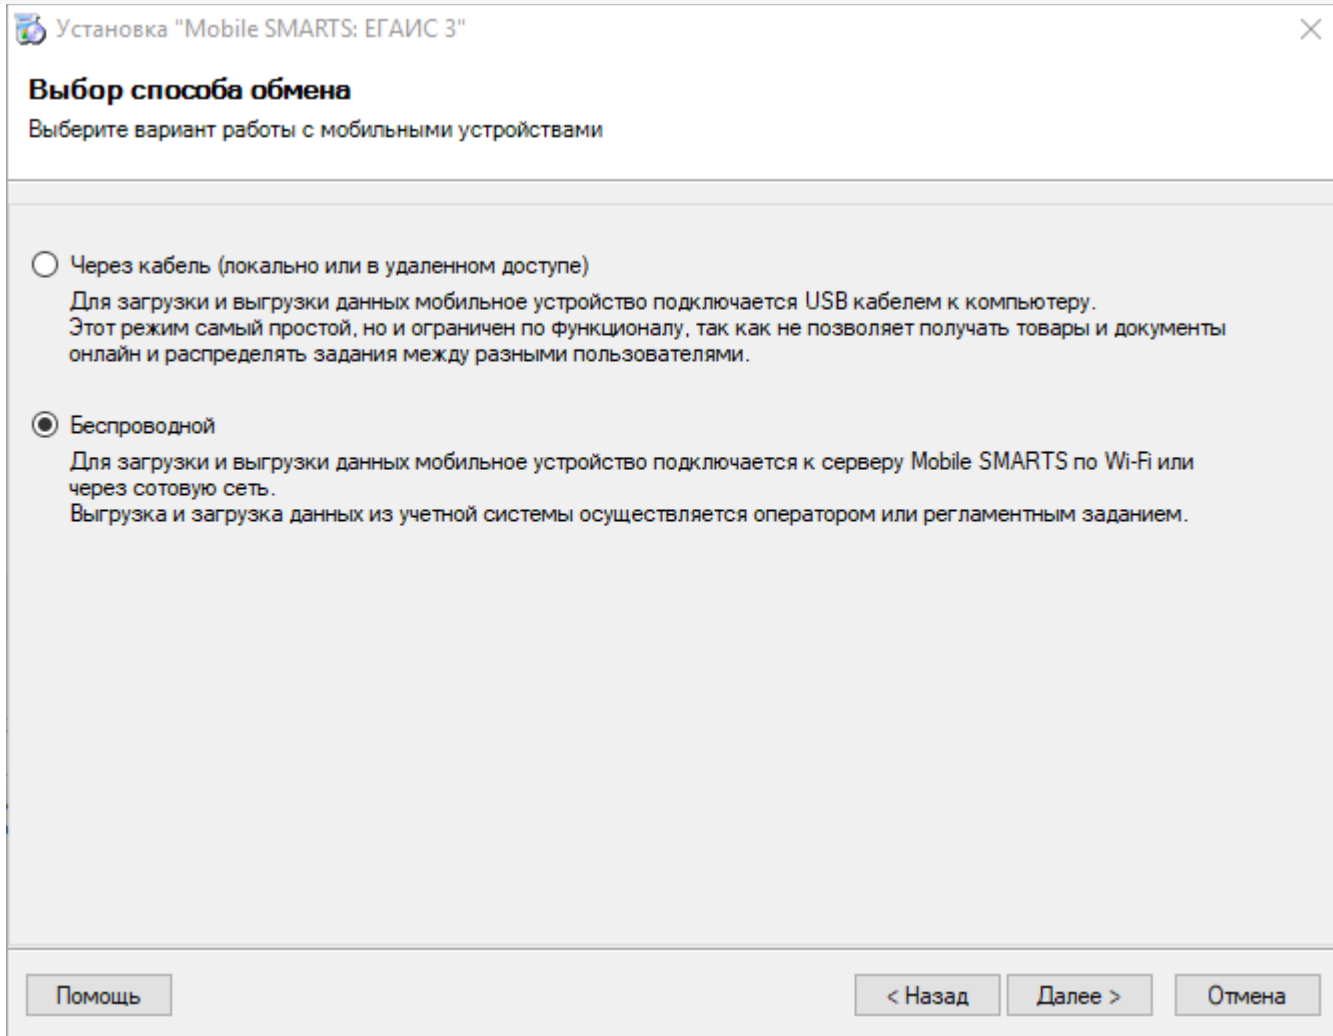 Установка "Mobile SMARTS: ЕГАИС 3"
Выбор способа обмена
Выберите вариант работы с мобильными устройствами
Через кабель (локально или в удаленном доступе)
Для загрузки и выгрузки данных мобильное устройство подключается USB кабелем к компьютеру.
Этот режим самый простой, но и ограничен по функционалу, так как не позволяет получать товары и документы
онлайн и распределять задания между разными пользователями.
Беспроводной
Для загрузки и выгрузки данных мобильное устройство подключается к серверу Mobile SMARTS по Wi-Fi или
через сотовую сеть.
Выгрузка и загрузка данных из учетной системы осуществляется оператором или регламентным заданием.
Помощь
< Назад
Далее >
Отмена